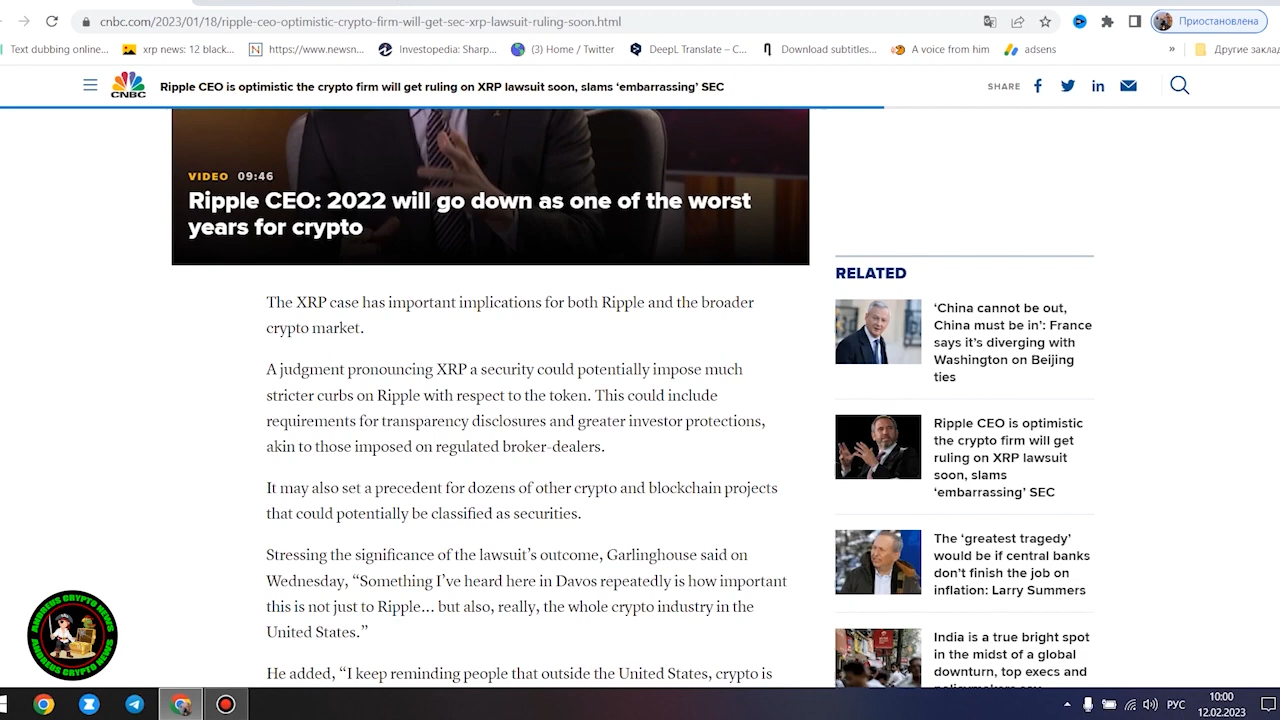 cnbc.com/2023/01/18/ripple-ceo-optimistic-crypto-firm-will-get-sec-xrp-lawsuit-ruling-soon.html
Приостановлена
Text dubbing online...
xrp news: 12 black...
https://www.newsn...
Investopedia: Sharp...
(3) Home / Twitter
DeepL Translate – C...
Download subtitles...
A voice from him
adsens
»
Другие заклад
CNBC
Ripple CEO is optimistic the crypto firm will get ruling on XRP lawsuit soon, slams ‘embarrassing’ SEC
SHARE
VIDEO 09:46
Ripple CEO: 2022 will go down as one of the worst
years for crypto
The XRP case has important implications for both Ripple and the broader
crypto market.
A judgment pronouncing XRP a security could potentially impose much
stricter curbs on Ripple with respect to the token. This could include
requirements for transparency disclosures and greater investor protections,
akin to those imposed on regulated broker-dealers.
It may also set a precedent for dozens of other crypto and blockchain projects
that could potentially be classified as securities.
Stressing the significance of the lawsuit’s outcome, Garlinghouse said on
Wednesday, “Something I’ve heard here in Davos repeatedly is how important
this is not just to Ripple… but also, really, the whole crypto industry in the
United States.”
He added, “I keep reminding people that outside the United States, crypto is
RELATED
‘China cannot be out,
China must be in’: France
says it’s diverging with
Washington on Beijing
ties
Ripple CEO is optimistic
the crypto firm will get
ruling on XRP lawsuit
soon, slams
‘embarrassing’ SEC
The ‘greatest tragedy’
would be if central banks
don’t finish the job on
inflation: Larry Summers
India is a true bright spot
in the midst of a global
downturn, top execs and
policymakers say
ANDREUS CRYPTO NEWS
ANDREUS CRYPTO NEWS
РУС
10:00
12.02.2023